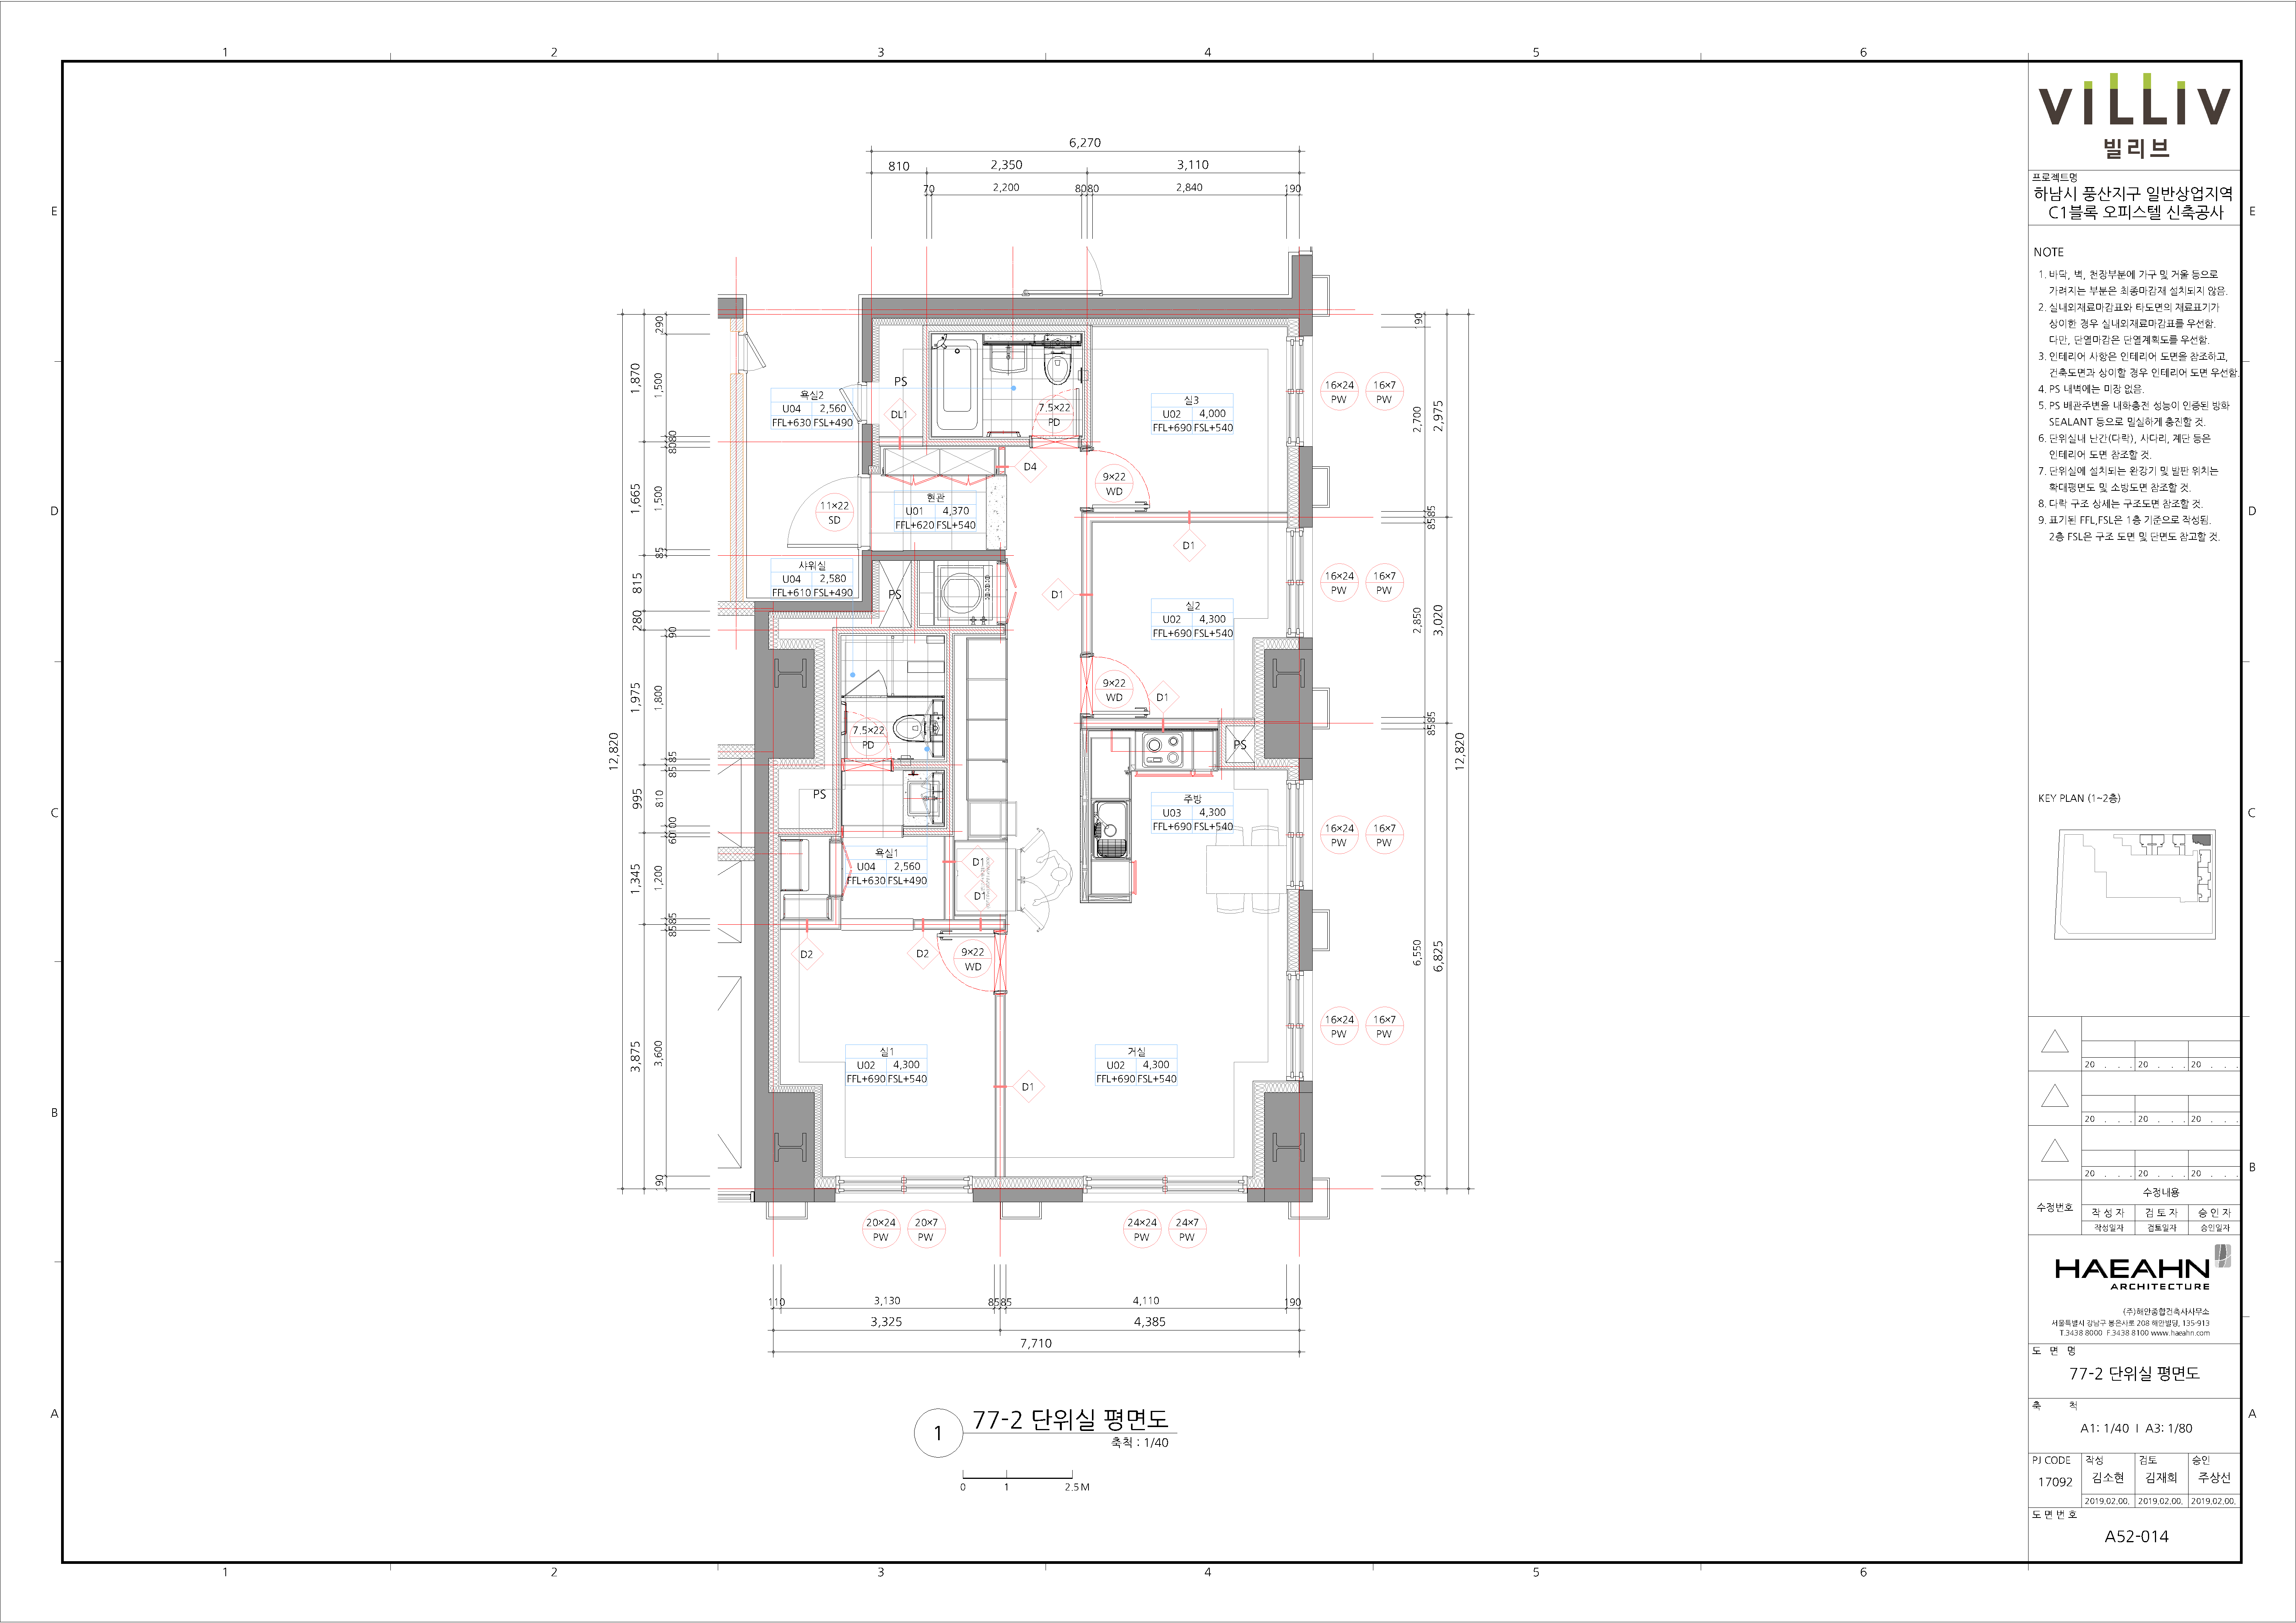 1 2 3 4 5 6
E
D
C
B
A
6,270
810 2,350 3,110
70 2,200 80 80 2,840 190
12,820
1,870
1,665
815
280
1,975
995
1,345
3,875
290
1,500
80 80
1,500
85
90
1,800
85 85
810
60 100
1,200
85 85
3,600
90
90
2,700
2,975
85 85
2,850
3,020
85 85
12,820
6,550
6,825
90
PS
욕실2
U04 2,560
FFL+630 FSL+490
DL1
7.5×22
PD
실3
U02 4,000
FFL+690 FSL+540
16×24
PW
16×7
PW
D4
9×22
WD
현관
U01 4,370
FFL+620 FSL+540
11×22
SD
D1
샤워실
U04 2,580
FFL+610 FSL+490
PS
D1
16×24
PW
16×7
PW
실2
U02 4,300
FFL+690 FSL+540
9×22
WD
D1
7.5×22
PD
PS
PS
주방
U03 4,300
FFL+690 FSL+540
16×24
PW
16×7
PW
욕실1
U04 2,560
FFL+630 FSL+490
D1
D1
D2
D2
9×22
WD
16×24
PW
16×7
PW
실1
U02 4,300
FFL+690 FSL+540
거실
U02 4,300
FFL+690 FSL+540
D1
20×24
PW
20×7
PW
24×24
PW
24×7
PW
110 3,130 85 85 4,110 190
3,325 4,385
7,710
1
77-2 단위실 평면도
축척 : 1/40
0 1 2.5 M
VILLIV
빌리브
프로젝트명
하남시 풍산지구 일반상업지역
C1블록 오피스텔 신축공사
NOTE
1. 바닥, 벽, 천장부분에 가구 및 거울 등으로
가려지는 부분은 최종마감재 설치되지 않음.
2. 실내외재료마감표와 타도면의 재료표기가
상이한 경우 실내외재료마감표를 우선함.
다만, 단열마감은 단열계획도를 우선함.
3. 인테리어 사항은 인테리어 도면을 참조하고,
건축도면과 상이할 경우 인테리어 도면 우선함.
4. PS 내벽에는 미장 없음.
5. PS 배관주변을 내화충전 성능이 인증된 방화
SEALANT 등으로 밀실하게 충진할 것.
6. 단위실내 난간(다락), 사다리, 계단 등은
인테리어 도면 참조할 것.
7. 단위실에 설치되는 완강기 및 발판 위치는
확대평면도 및 소방도면 참조할 것.
8. 다락 구조 상세는 구조도면 참조할 것.
9. 표기된 FFL,FSL은 1층 기준으로 작성됨.
2층 FSL은 구조 도면 및 단면도 참고할 것.
KEY PLAN (1~2층)
20 . . . 20 . . . 20 . . .
20 . . . 20 . . . 20 . . .
20 . . . 20 . . . 20 . . .
수정번호
수정내용
작 성 자 검 토 자 승 인 자
작성일자 검토일자 승인일자
HAEAHN
ARCHITECTURE
(주)해안종합건축사사무소
서울특별시 강남구 봉은사로 208 해안빌딩, 135-913
T.3438 8000 F.3438 8100 www.haeahn.com
도 면 명
77-2 단위실 평면도
축 척
A1: 1/40 I A3: 1/80
PJ CODE 작성 검토 승인
17092 김소현 김재희 주상선
2019.02.00. 2019.02.00. 2019.02.00.
도 면 번 호
A52-014
E
D
C
B
A
1 2 3 4 5 6